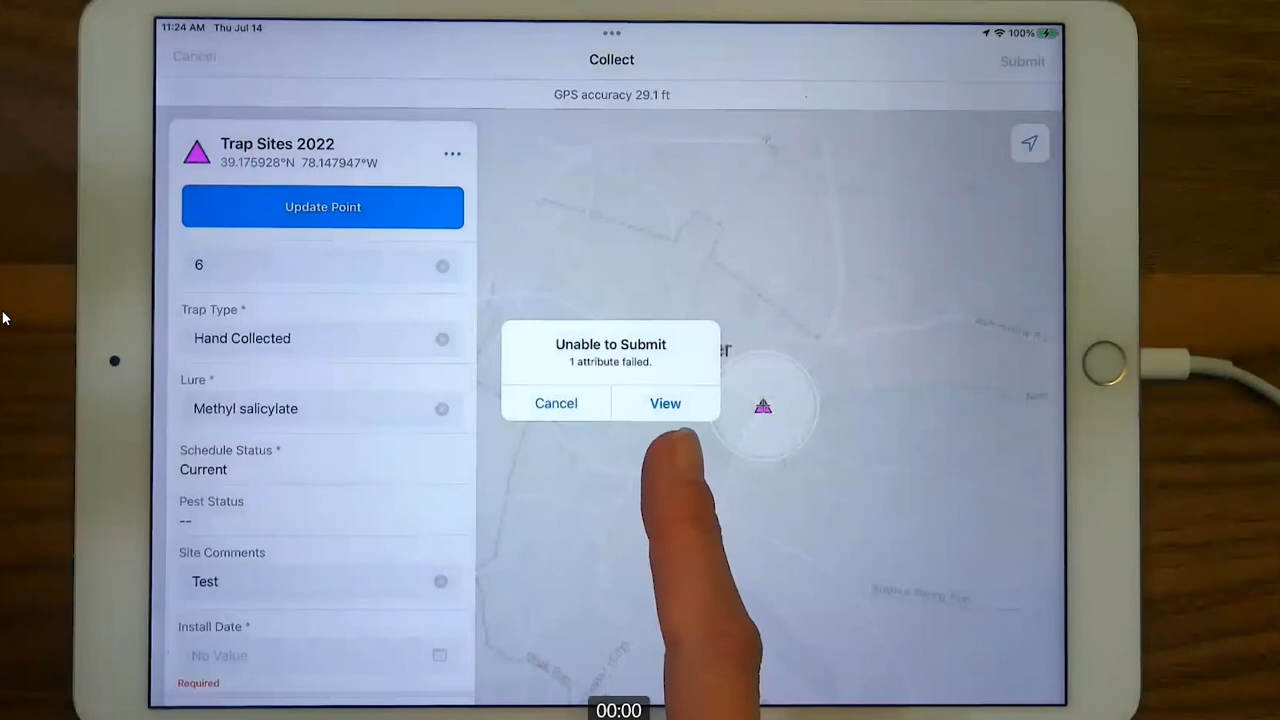 11:24 AM Thu Jul 14
100%
Cancel
Collect
Submit
GPS accuracy 29.1 ft
Trap Sites 2022
39.175928°N 78.147947°W
Update Point
6
Trap Type *
Hand Collected
Lure *
Methyl salicylate
Schedule Status *
Current
Pest Status
--
Site Comments
Test
Install Date *
No Value
Required
er
Unable to Submit
1 attribute failed.
Cancel
View
00:00